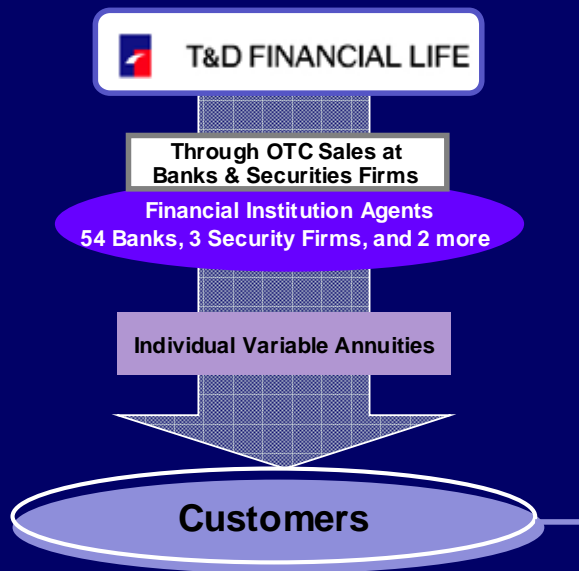 T&D FINANCIAL LIFE
Through OTC Sales at
Banks & Securities Firms
Financial Institution Agents
54 Banks, 3 Security Firms, and 2 more
Individual Variable Annuities
Customers